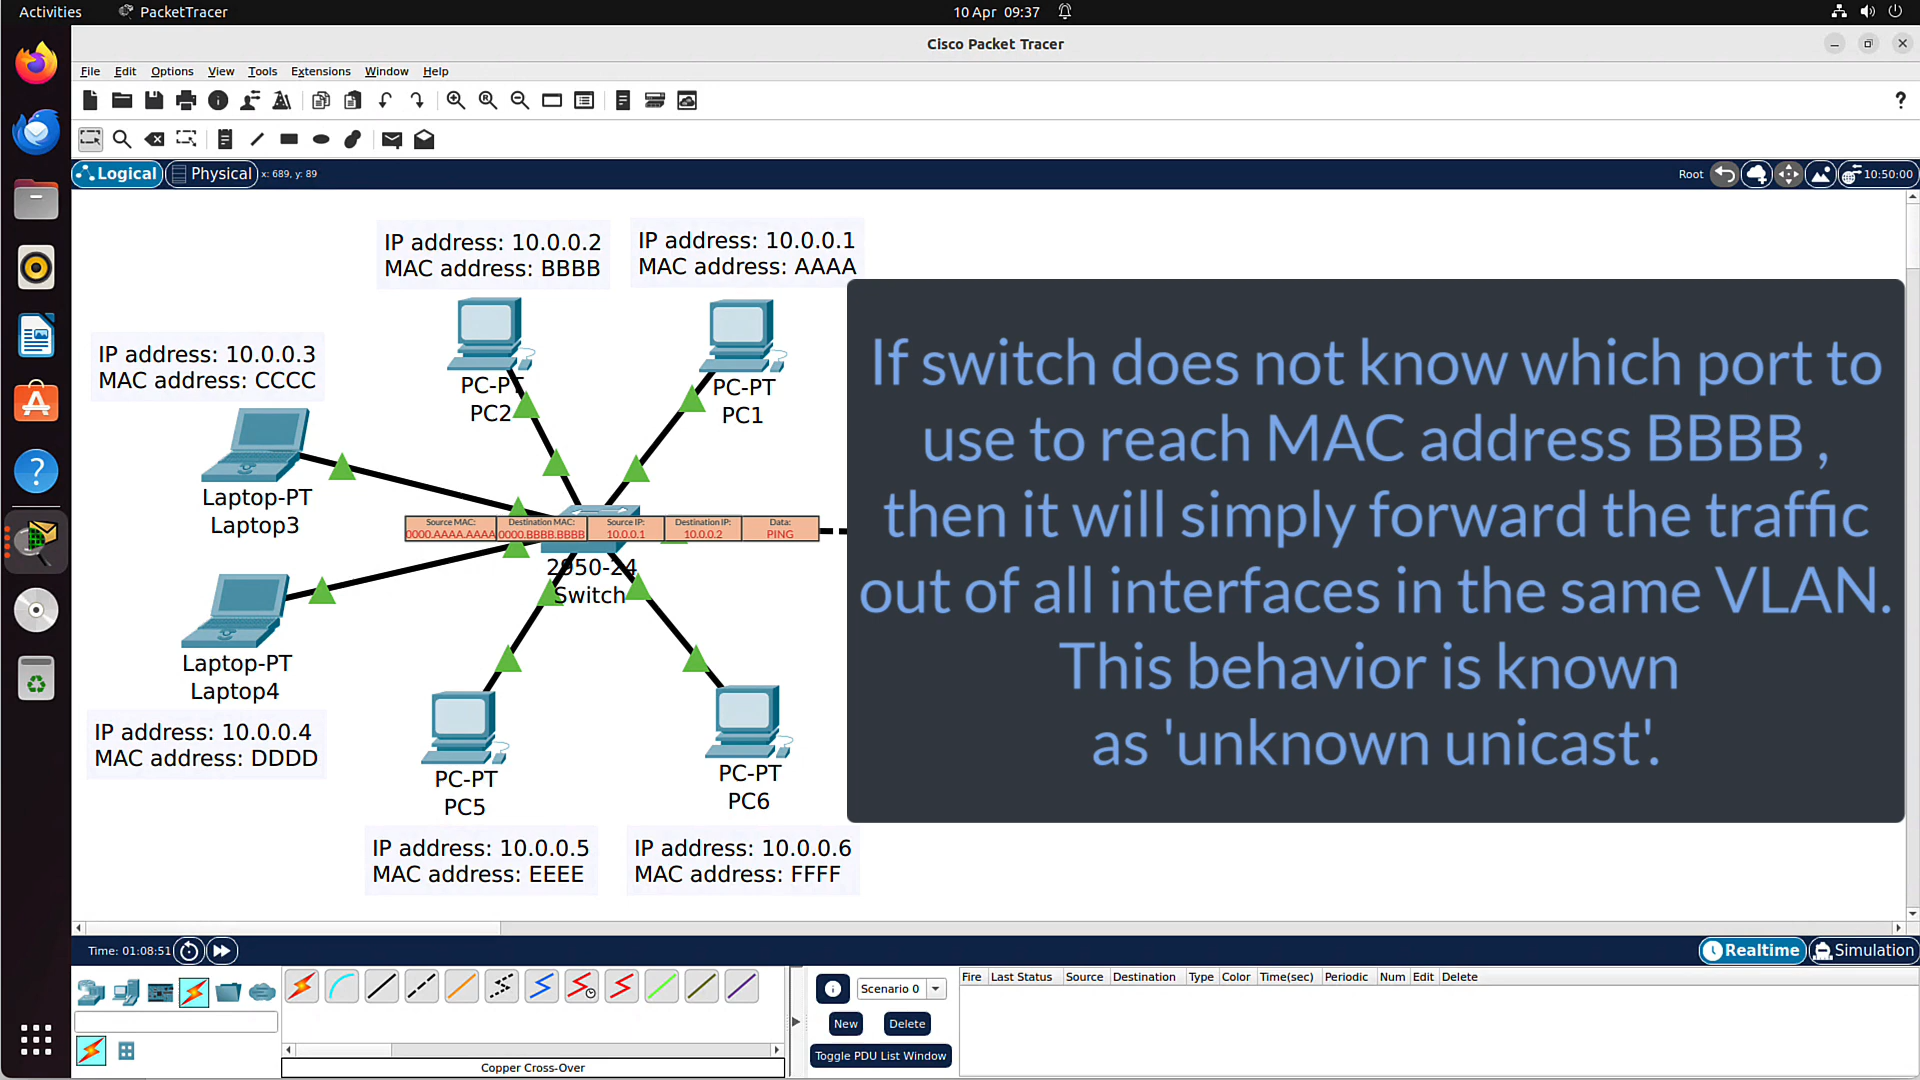 Activities
PacketTracer
10 Apr 09:37
Cisco Packet Tracer
File Edit Options View Tools Extensions Window Help
?
Logical
Physical
x: 689, y: 89
Root
10:50:00
IP address: 10.0.0.2
MAC address: BBBB
IP address: 10.0.0.1
MAC address: AAAA
IP address: 10.0.0.3
MAC address: CCCC
PC-PT
PC2
PC-PT
PC1
Laptop-PT
Laptop3
Source MAC:
0000.AAAA.AAAA
Destination MAC:
0000.BBBB.BBBB
Source IP:
10.0.0.1
Destination IP:
10.0.0.2
Data:
PING
2950-24
Switch
Laptop-PT
Laptop4
IP address: 10.0.0.4
MAC address: DDDD
PC-PT
PC5
PC-PT
PC6
IP address: 10.0.0.5
MAC address: EEEE
IP address: 10.0.0.6
MAC address: FFFF
If switch does not know which port to
use to reach MAC address BBBB ,
then it will simply forward the traffic
out of all interfaces in the same VLAN.
This behavior is known
as 'unknown unicast'.
Time: 01:08:51
Realtime
Simulation
Scenario 0
New
Delete
Toggle PDU List Window
Fire Last Status Source Destination Type Color Time(sec) Periodic Num Edit Delete
Copper Cross-Over